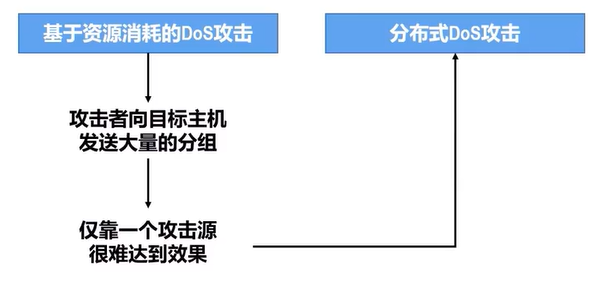 基于资源消耗的DoS攻击
分布式DoS攻击
攻击者向目标主机
发送大量的分组
仅靠一个攻击源
很难达到效果